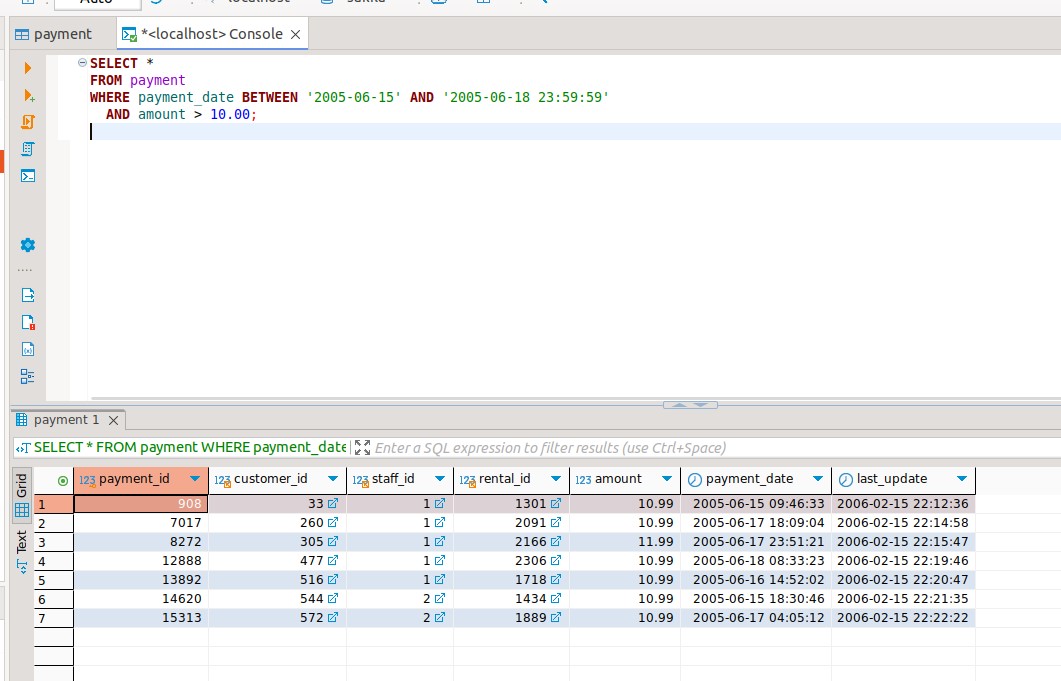 Auto localhost sakila
payment *<localhost> Console
SELECT *
FROM payment
WHERE payment_date BETWEEN '2005-06-15' AND '2005-06-18 23:59:59'
AND amount > 10.00;
payment 1
SELECT * FROM payment WHERE payment_date Enter a SQL expression to filter results (use Ctrl+Space)
Grid
Text
123 payment_id 123 customer_id 123 staff_id 123 rental_id 123 amount payment_date last_update
1 908 33 1 1301 10.99 2005-06-15 09:46:33 2006-02-15 22:12:36
2 7017 260 1 2091 10.99 2005-06-17 18:09:04 2006-02-15 22:14:58
3 8272 305 1 2166 11.99 2005-06-17 23:51:21 2006-02-15 22:15:47
4 12888 477 1 2306 10.99 2005-06-18 08:33:23 2006-02-15 22:19:46
5 13892 516 1 1718 10.99 2005-06-16 14:52:02 2006-02-15 22:20:47
6 14620 544 2 1434 10.99 2005-06-15 18:30:46 2006-02-15 22:21:35
7 15313 572 2 1889 10.99 2005-06-17 04:05:12 2006-02-15 22:22:22